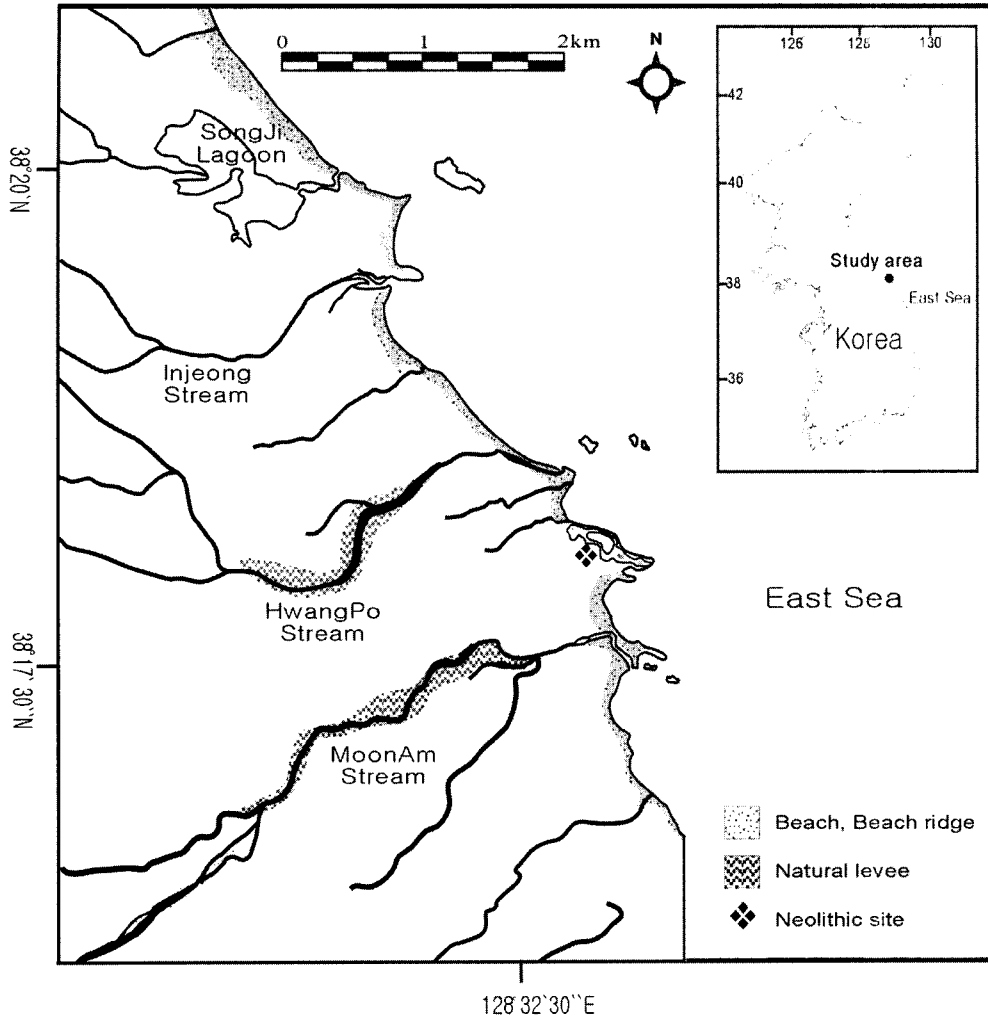 0 1 2km
N
SongJi
Lagoon
38°20'N
Injeong
Stream
HwangPo
Stream
38°17'30''N
MoonAm
Stream
East Sea
128°32'30''E
126 128 130
42
40
38
36
Study area
East Sea
Korea
Beach, Beach ridge
Natural levee
Neolithic site